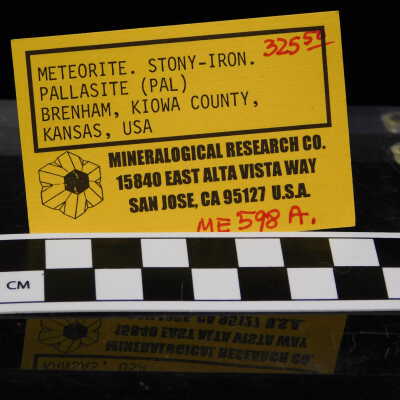 METEORITE. STONY-IRON. 325⁵⁰
PALLASITE (PAL)
BRENHAM, KIOWA COUNTY,
KANSAS, USA
MINERALOGICAL RESEARCH CO.
15840 EAST ALTA VISTA WAY
SAN JOSE, CA 95127 U.S.A.
ME 598 A.
CM